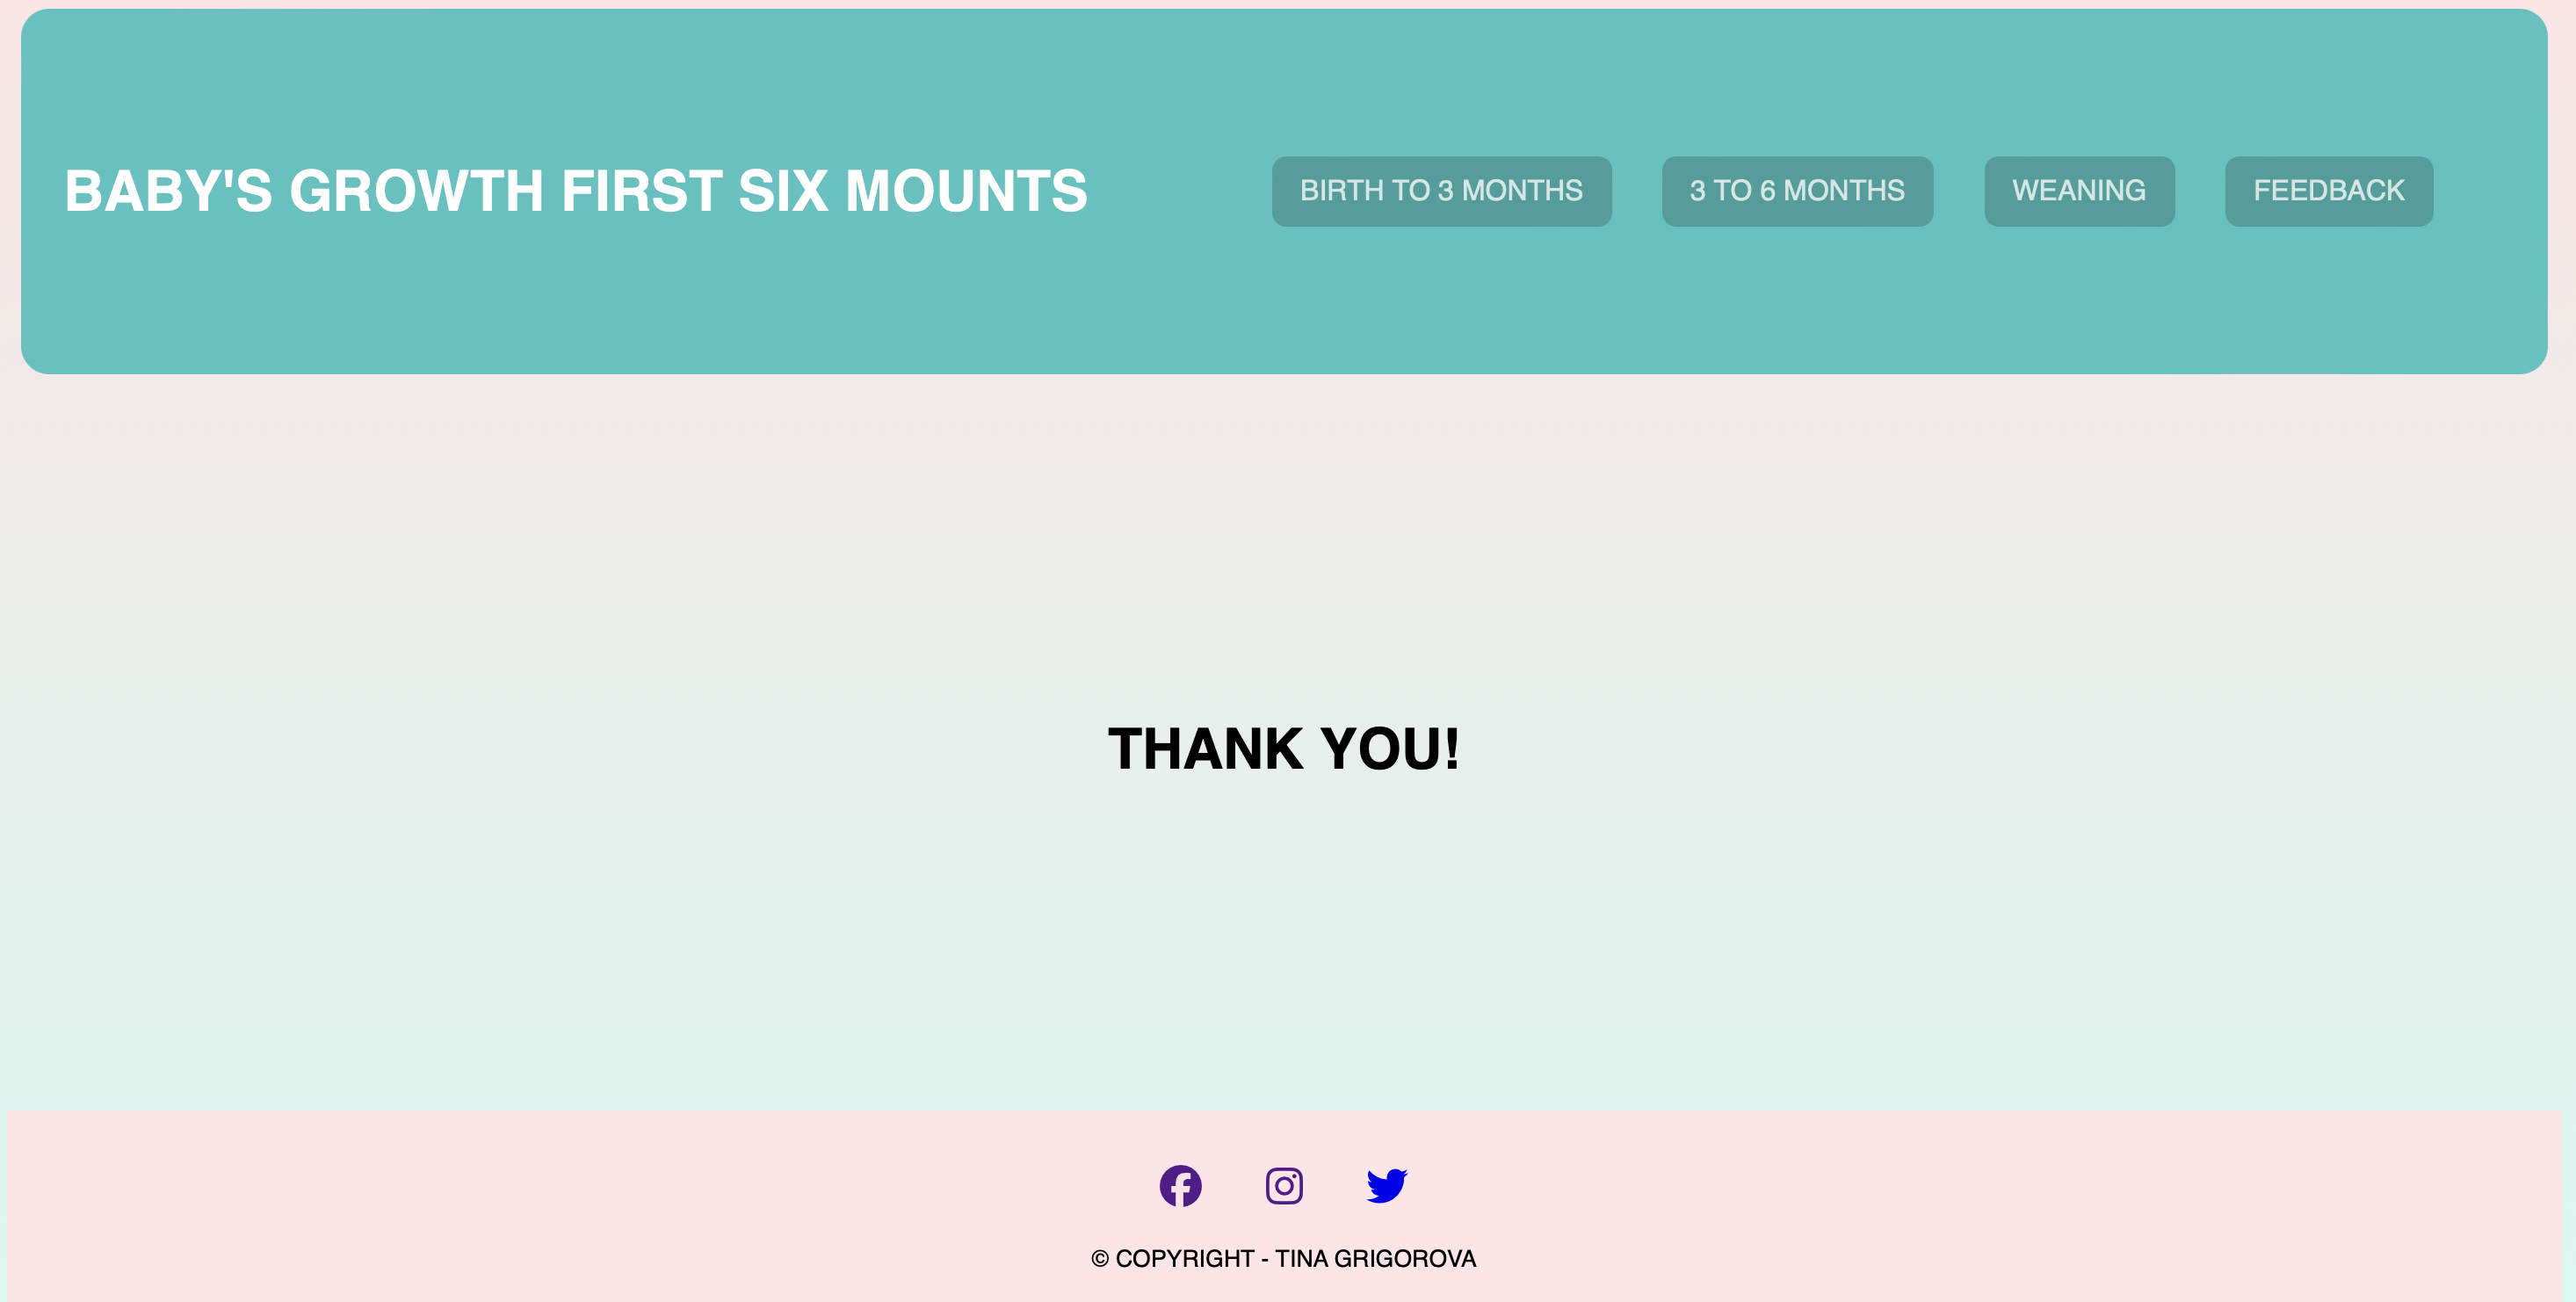 BABY'S GROWTH FIRST SIX MOUNTS
BIRTH TO 3 MONTHS
3 TO 6 MONTHS
WEANING
FEEDBACK
THANK YOU!
© COPYRIGHT - TINA GRIGOROVA